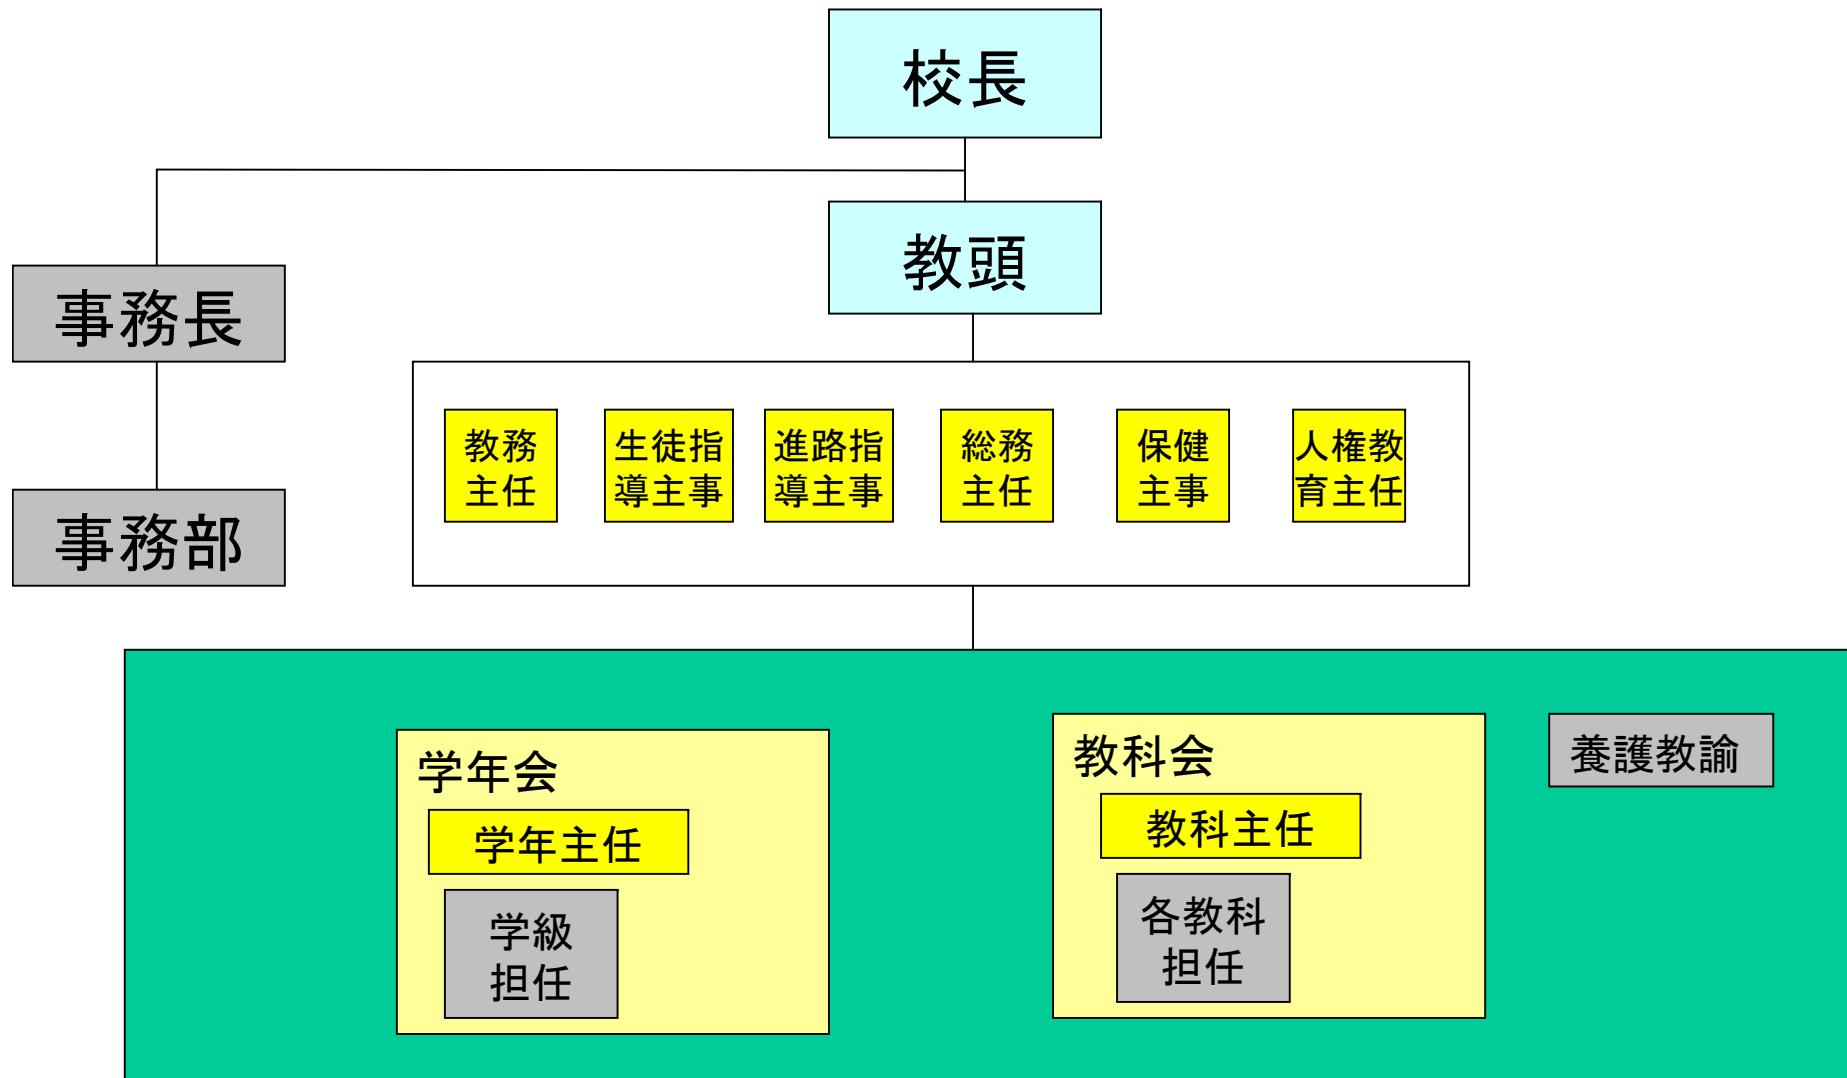 校長
教頭
事務長
事務部
教務
主任
生徒指
導主事
進路指
導主事
総務
主任
保健
主事
人権教
育主任
学年会
学年主任
学級
担任
教科会
教科主任
各教科
担任
養護教諭